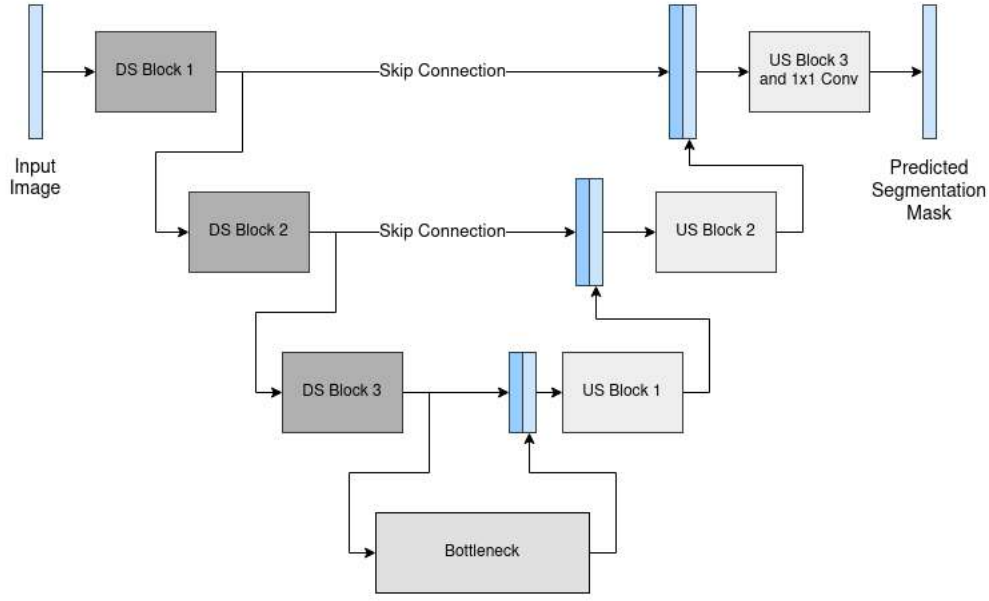 DS Block 1
Skip Connection
US Block 3
and 1x1 Conv
Input
Image
Predicted
Segmentation
Mask
DS Block 2
Skip Connection
US Block 2
DS Block 3
US Block 1
Bottleneck